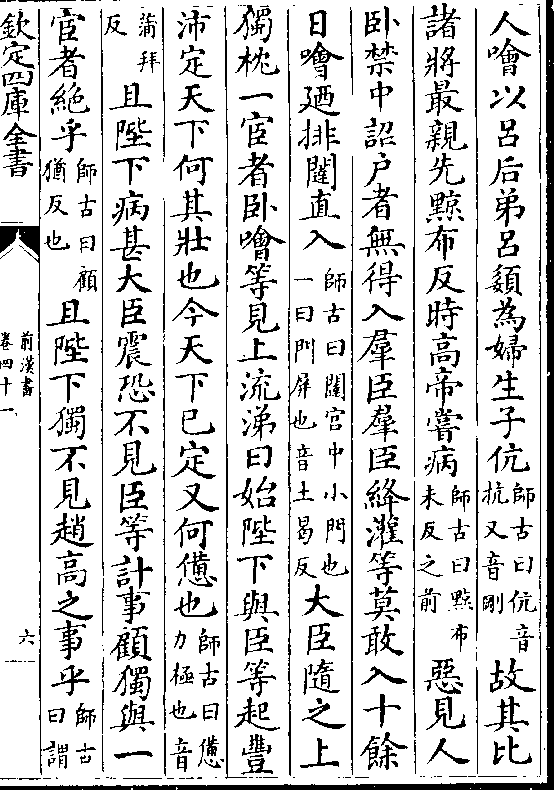 人噲以呂后弟呂䇓為婦生子伉師古曰伉音抗又音剛故其比
諸將最親先黥布反時高帝嘗病師古曰黥布未反之前惡見人
卧禁中詔户者無得入羣臣羣臣絳灌等莫敢入十餘
日噲廼排闥直入師古曰闥宫中小門也一曰門屏也音土曷反大臣隨之上
獨枕一宦者卧噲等見上流涕曰始陛下與臣等起豐
沛定天下何其壯也今天下已定又何憊也師古曰憊力極也音
蒲拜反且陛下病甚大臣震恐不見臣等計事顧獨與一
宦者絶乎師古曰顧猶反也且陛下獨不見趙高之事乎師古曰謂
欽定四庫全書
前漢書
卷四十一
六